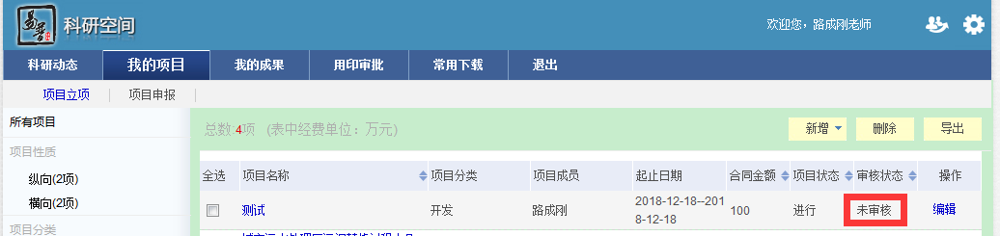 易普 科研空间
欢迎您，路成刚老师
科研动态 我的项目 我的成果 用印审批 常用下载 退出
项目立项 项目申报
所有项目
总数:4项 (表中经费单位：万元)
新增 删除 导出
项目性质
纵向(2项)
横向(2项)
项目分类
全选 项目名称 项目分类 项目成员 起止日期 合同金额 项目状态 审核状态 操作
测试 开发 路成刚 2018-12-18--201
8-12-18 100 进行 未审核 编辑